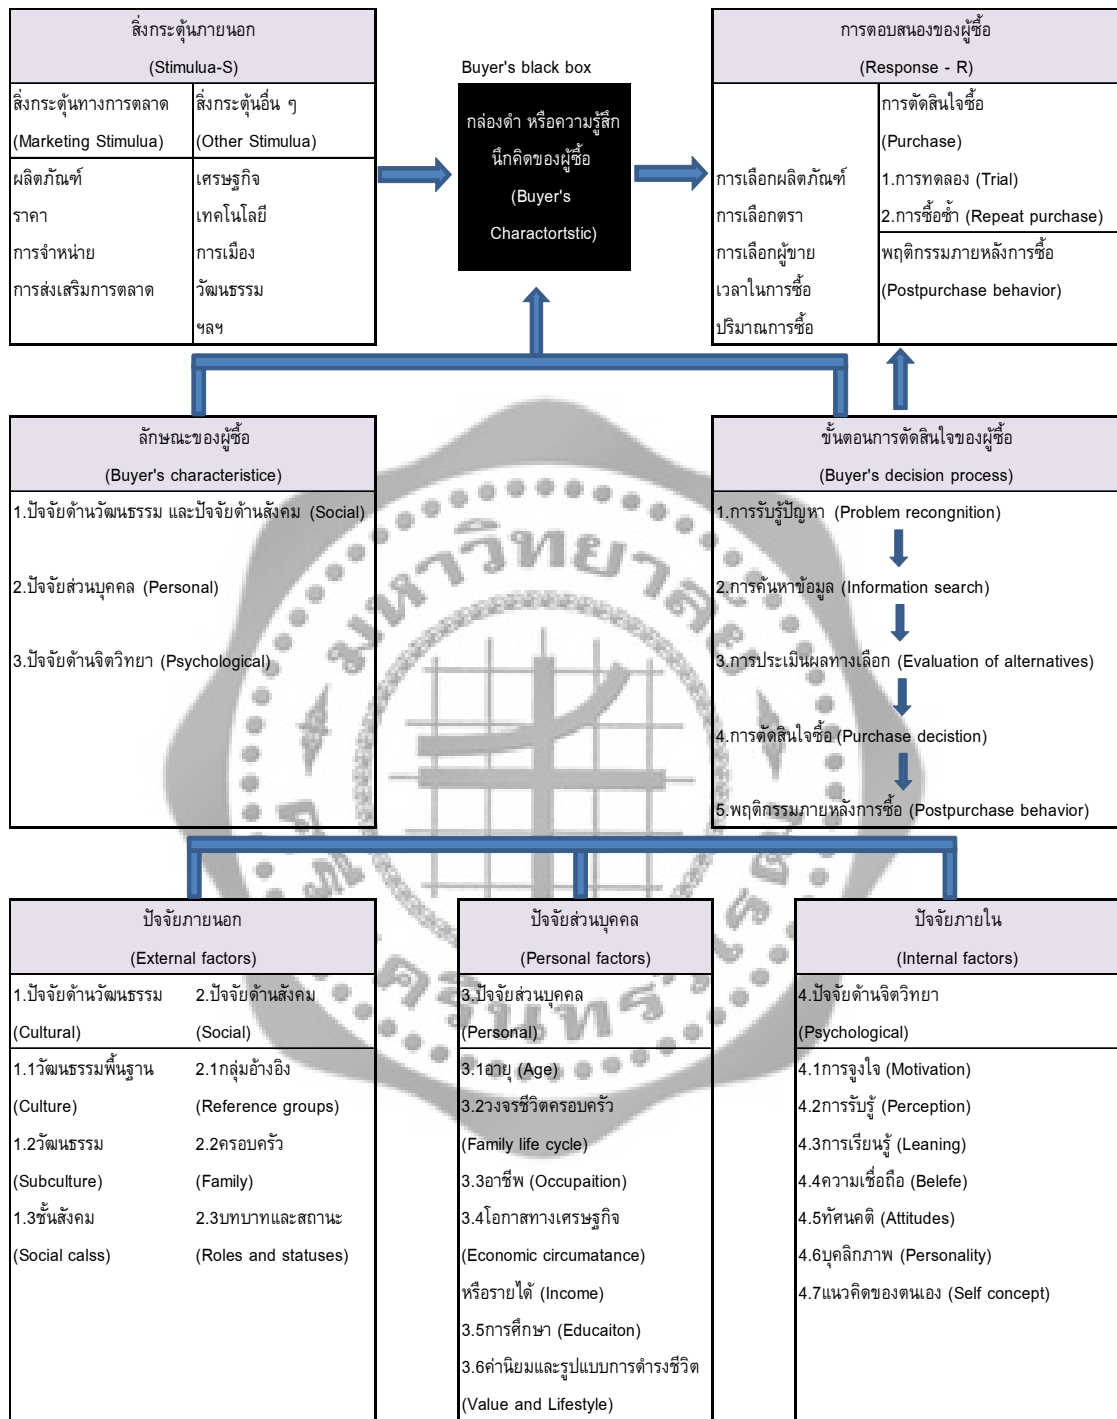 สิ่งกระตุ้นภายนอก
(Stimulua-S)
สิ่งกระตุ้นทางการตลาด
(Marketing Stimulua)
สิ่งกระตุ้นอื่น ๆ
(Other Stimulua)
ผลิตภัณฑ์
ราคา
การจำหน่าย
การส่งเสริมการตลาด
เศรษฐกิจ
เทคโนโลยี
การเมือง
วัฒนธรรม
ฯลฯ
Buyer's black box
กล่องดำ หรือความรู้สึก
นึกคิดของผู้ซื้อ
(Buyer's
Charactortstic)
การตอบสนองของผู้ซื้อ
(Response - R)
การเลือกผลิตภัณฑ์
การเลือกตรา
การเลือกผู้ขาย
เวลาในการซื้อ
ปริมาณการซื้อ
การตัดสินใจซื้อ
(Purchase)
1.การทดลอง (Trial)
2.การซื้อซ้ำ (Repeat purchase)
พฤติกรรมภายหลังการซื้อ
(Postpurchase behavior)
ลักษณะของผู้ซื้อ
(Buyer's characteristice)
1.ปัจจัยด้านวัฒนธรรม และปัจจัยด้านสังคม (Social)
2.ปัจจัยส่วนบุคคล (Personal)
3.ปัจจัยด้านจิตวิทยา (Psychological)
ขั้นตอนการตัดสินใจของผู้ซื้อ
(Buyer's decision process)
1.การรับรู้ปัญหา (Problem recongnition)
2.การค้นหาข้อมูล (Information search)
3.การประเมินผลทางเลือก (Evaluation of alternatives)
4.การตัดสินใจซื้อ (Purchase decistion)
5.พฤติกรรมภายหลังการซื้อ (Postpurchase behavior)
มหาวิทยาลัย
ศรีนครินทรวิโรฒ
ปัจจัยภายนอก
(External factors)
1.ปัจจัยด้านวัฒนธรรม
(Cultural)
2.ปัจจัยด้านสังคม
(Social)
1.1วัฒนธรรมพื้นฐาน
(Culture)
1.2วัฒนธรรม
(Subculture)
1.3ชั้นสังคม
(Social calss)
2.1กลุ่มอ้างอิง
(Reference groups)
2.2ครอบครัว
(Family)
2.3บทบาทและสถานะ
(Roles and statuses)
ปัจจัยส่วนบุคคล
(Personal factors)
3.ปัจจัยส่วนบุคคล
(Personal)
3.1อายุ (Age)
3.2วงจรชีวิตครอบครัว
(Family life cycle)
3.3อาชีพ (Occupaition)
3.4โอกาสทางเศรษฐกิจ
(Economic circumatance)
หรือรายได้ (Income)
3.5การศึกษา (Educaiton)
3.6ค่านิยมและรูปแบบการดำรงชีวิต
(Value and Lifestyle)
ปัจจัยภายใน
(Internal factors)
4.ปัจจัยด้านจิตวิทยา
(Psychological)
4.1การจูงใจ (Motivation)
4.2การรับรู้ (Perception)
4.3การเรียนรู้ (Leaning)
4.4ความเชื่อถือ (Belefe)
4.5ทัศนคติ (Attitudes)
4.6บุคลิกภาพ (Personality)
4.7แนวคิดของตนเอง (Self concept)